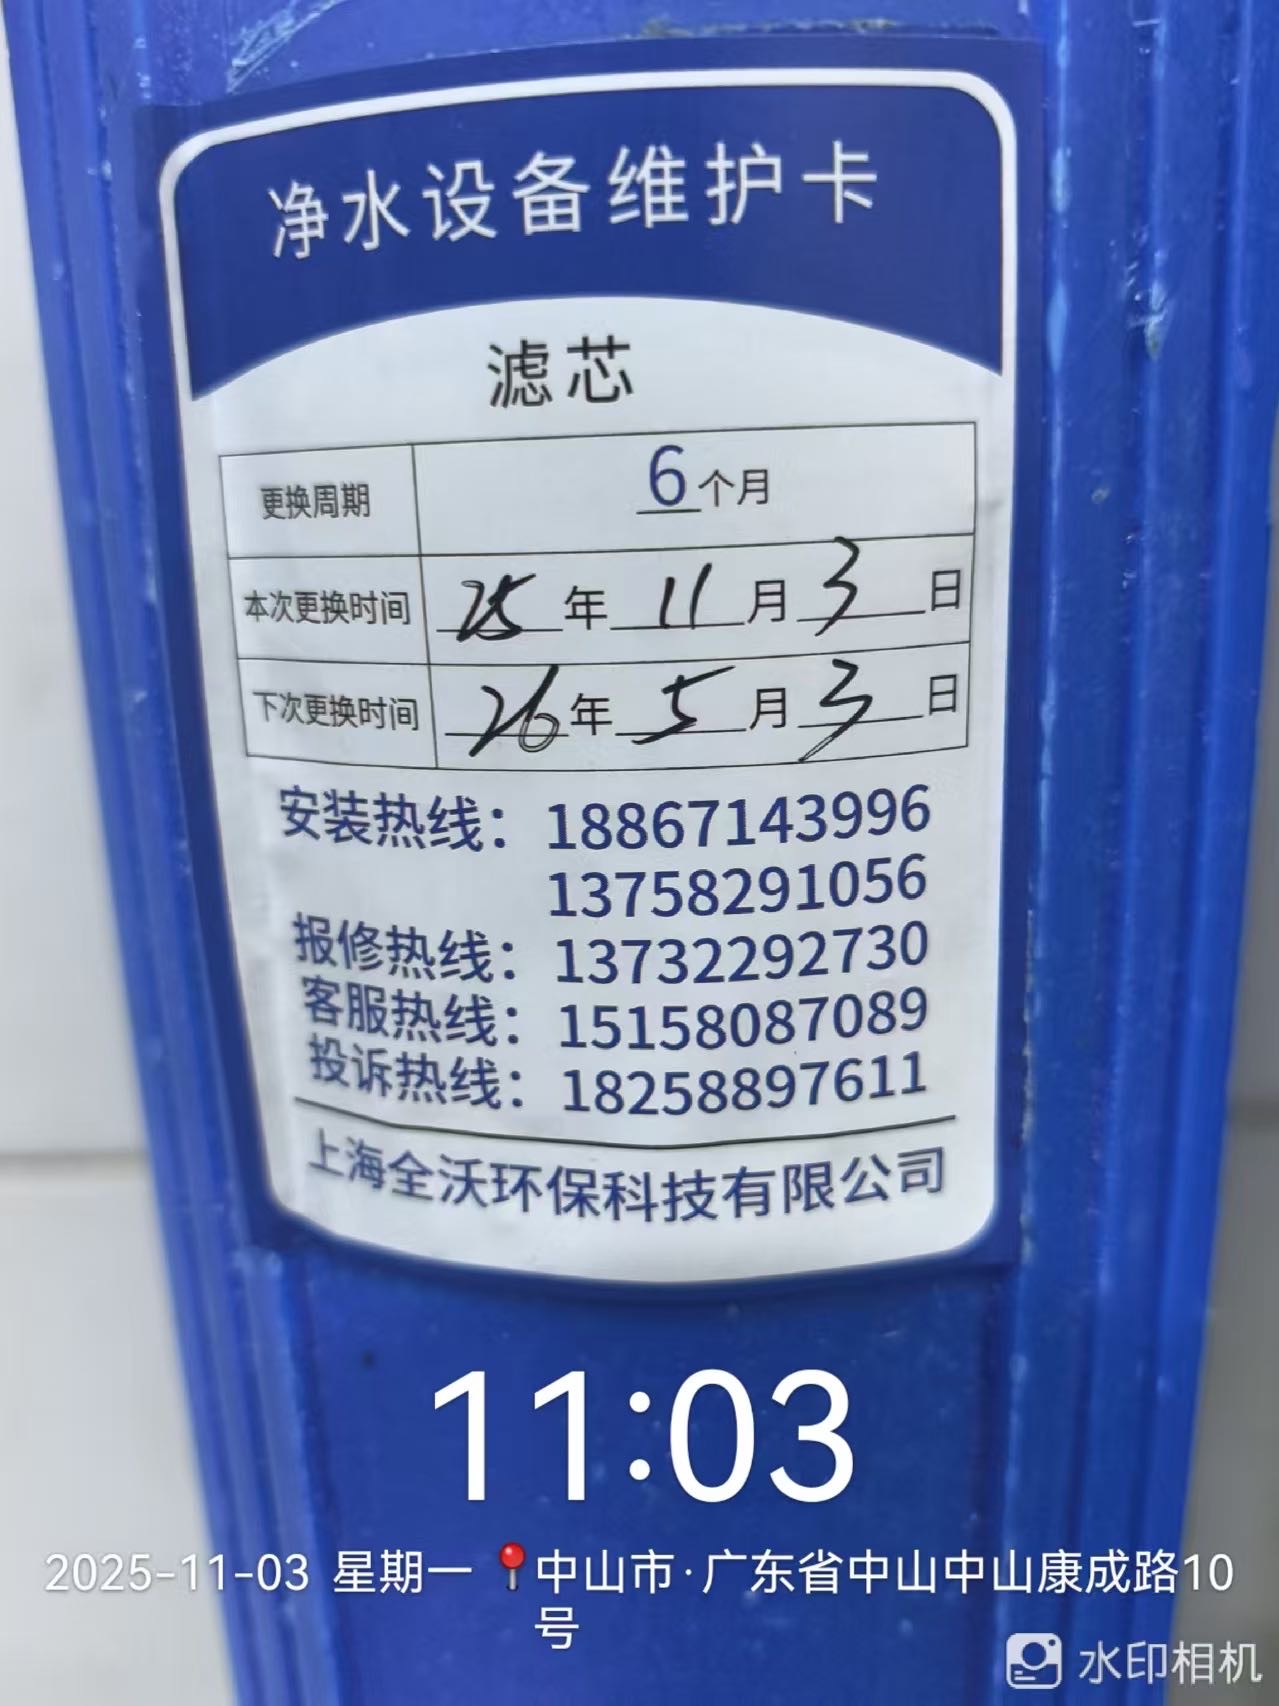 净水设备维护卡
滤芯
更换周期 6个月
本次更换时间 25年11月3日
下次更换时间 26年5月3日
安装热线：18867143996
13758291056
报修热线：13732292730
客服热线：15158087089
投诉热线：18258897611
上海全沃环保科技有限公司
11:03
2025-11-03 星期一 中山市·广东省中山中山康成路10
号
水印相机